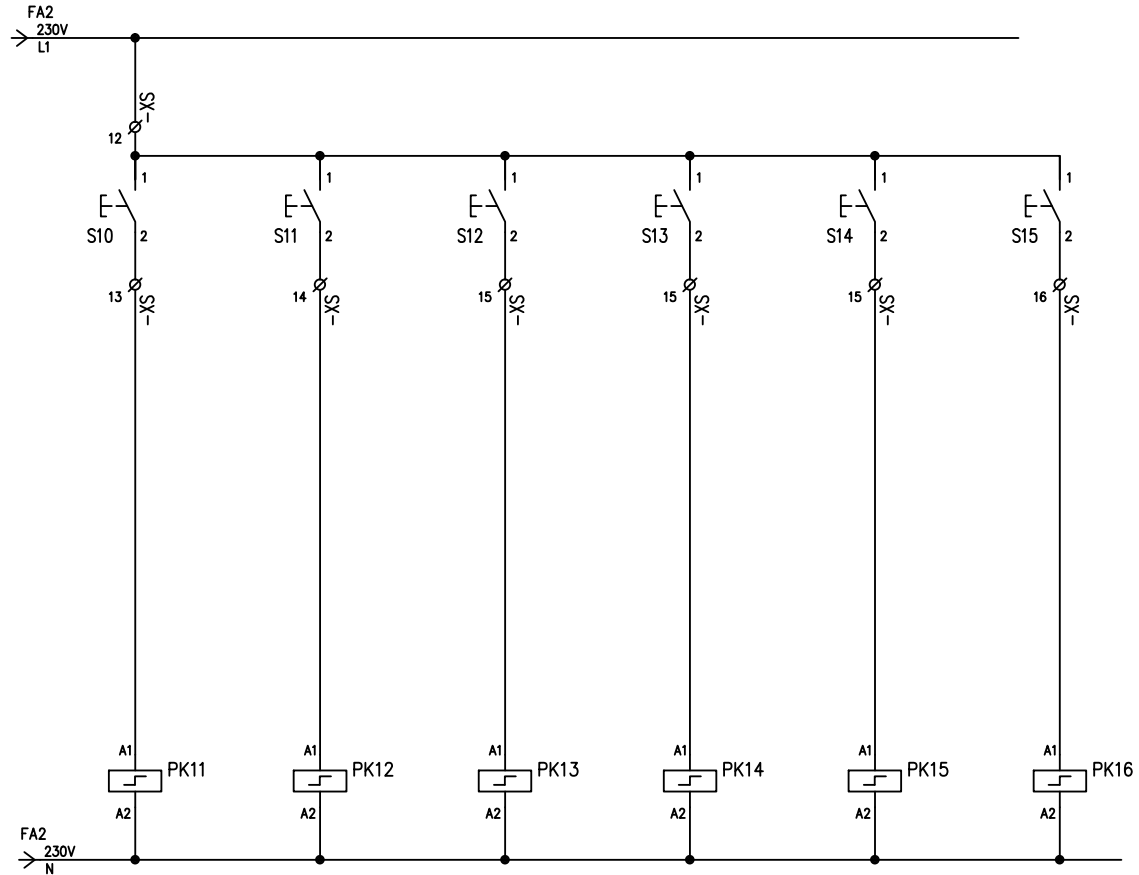 FA2
230V
L1
-XS
12
1 1 1 1 1 1
S10 S11 S12 S13 S14 S15
2 2 2 2 2 2
13 14 15 15 15 16
-XS -XS -XS -XS -XS -XS
A1 A1 A1 A1 A1 A1
PK11 PK12 PK13 PK14 PK15 PK16
A2 A2 A2 A2 A2 A2
FA2
230V
N